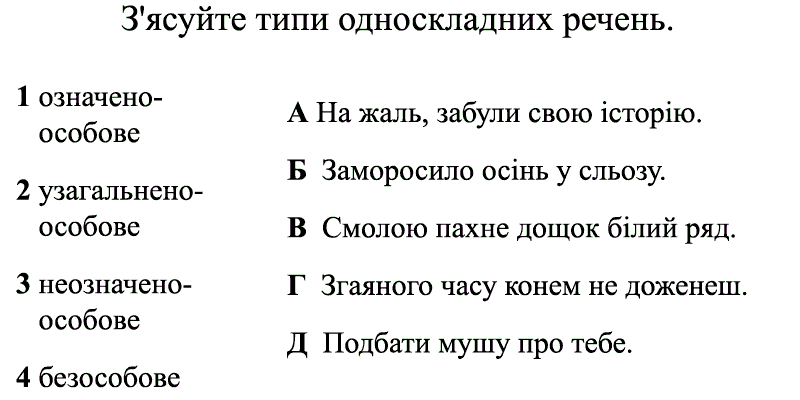 З'ясуйте типи односкладних речень.
1 означено-
особове
2 узагальнено-
особове
3 неозначено-
особове
4 безособове
А На жаль, забули свою історію.
Б Заморосило осінь у сльозу.
В Смолою пахне дощок білий ряд.
Г Згаяного часу конем не доженеш.
Д Подбати мушу про тебе.